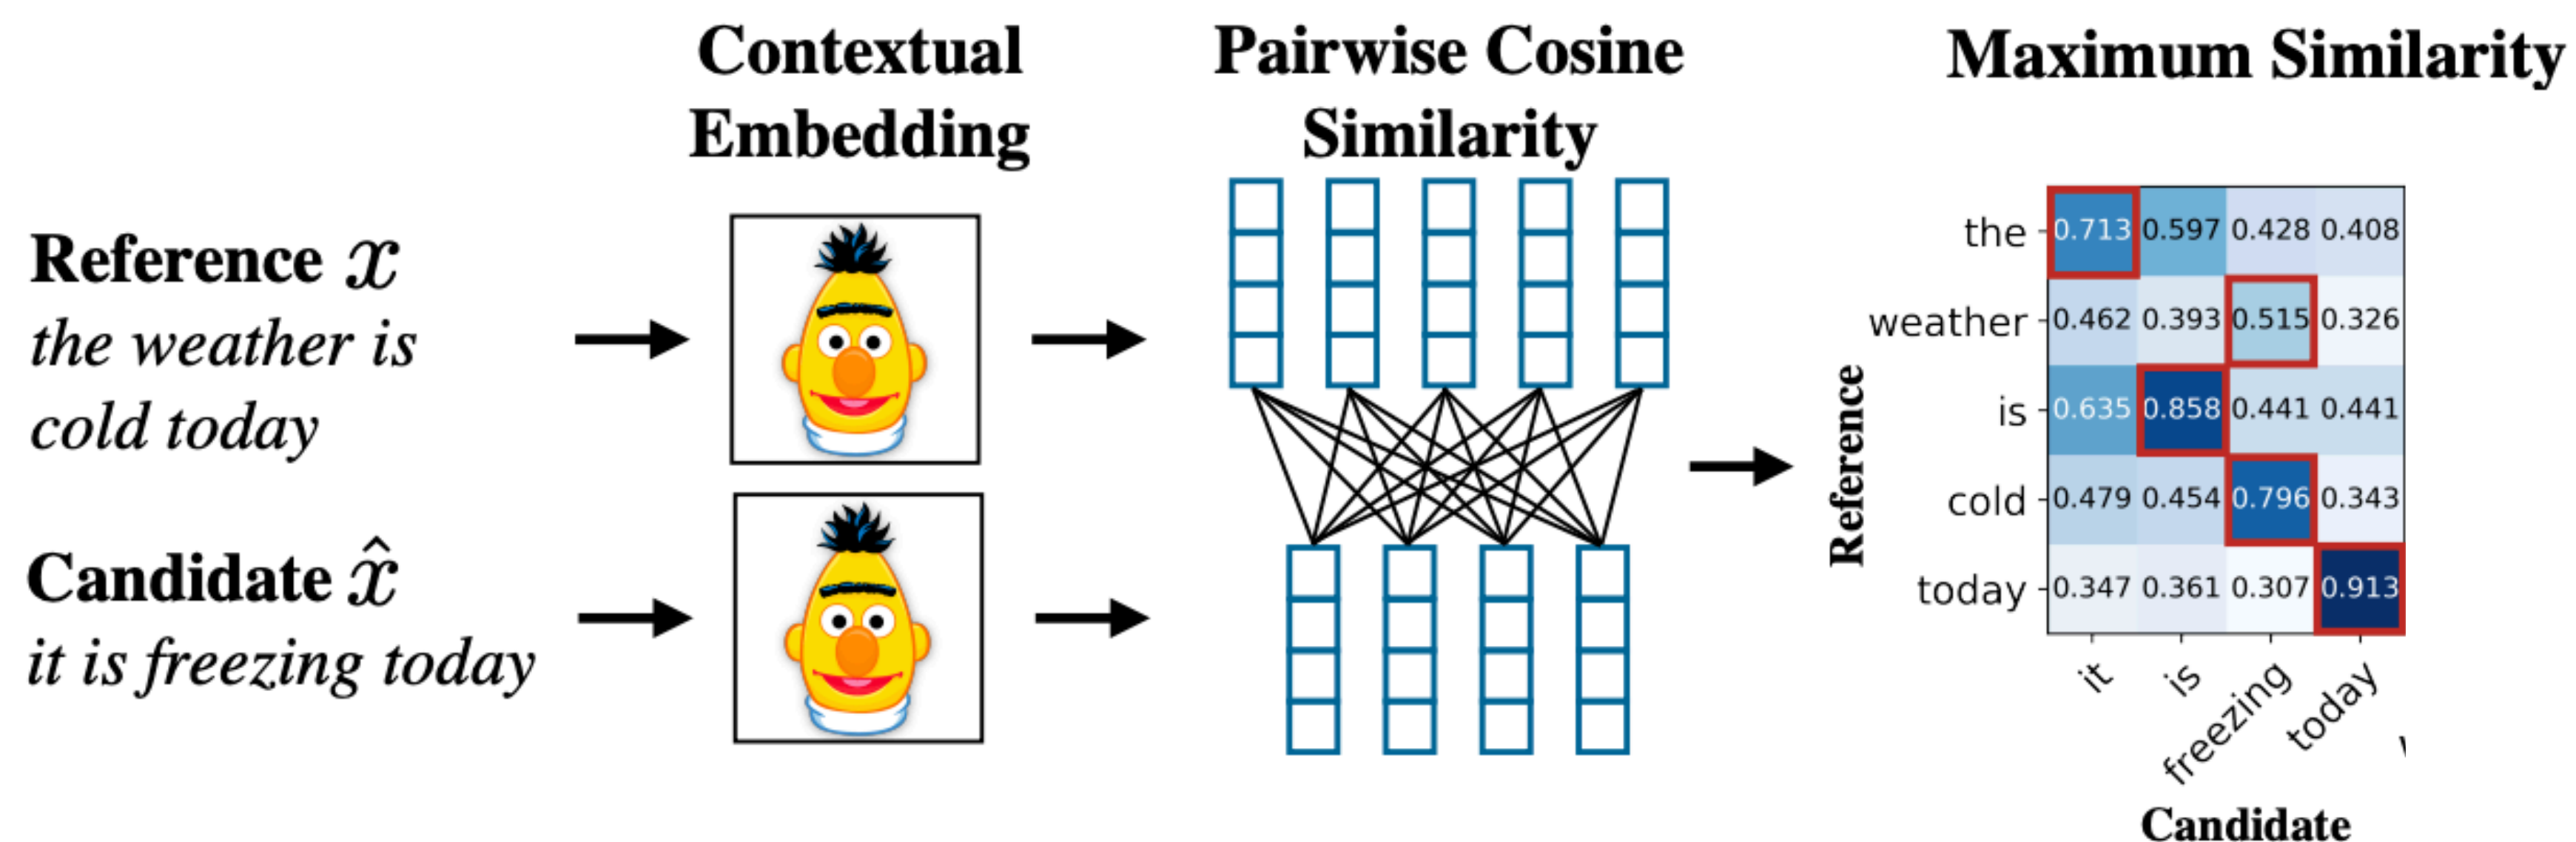 Contextual
Embedding
Pairwise Cosine
Similarity
Maximum Similarity
Reference x
the weather is
cold today
Candidate x̂
it is freezing today
Reference
the 0.713 0.597 0.428 0.408
weather 0.462 0.393 0.515 0.326
is 0.635 0.858 0.441 0.441
cold 0.479 0.454 0.796 0.343
today 0.347 0.361 0.307 0.913
it is freezing today
Candidate